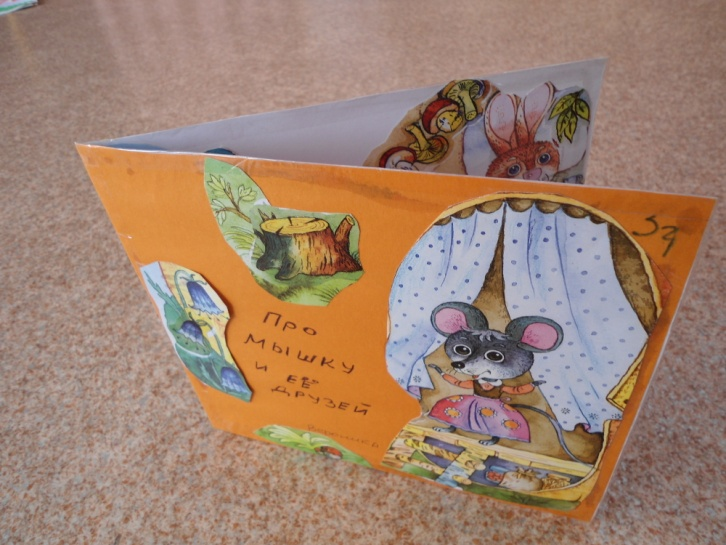 Про
мышку
и её
друзей